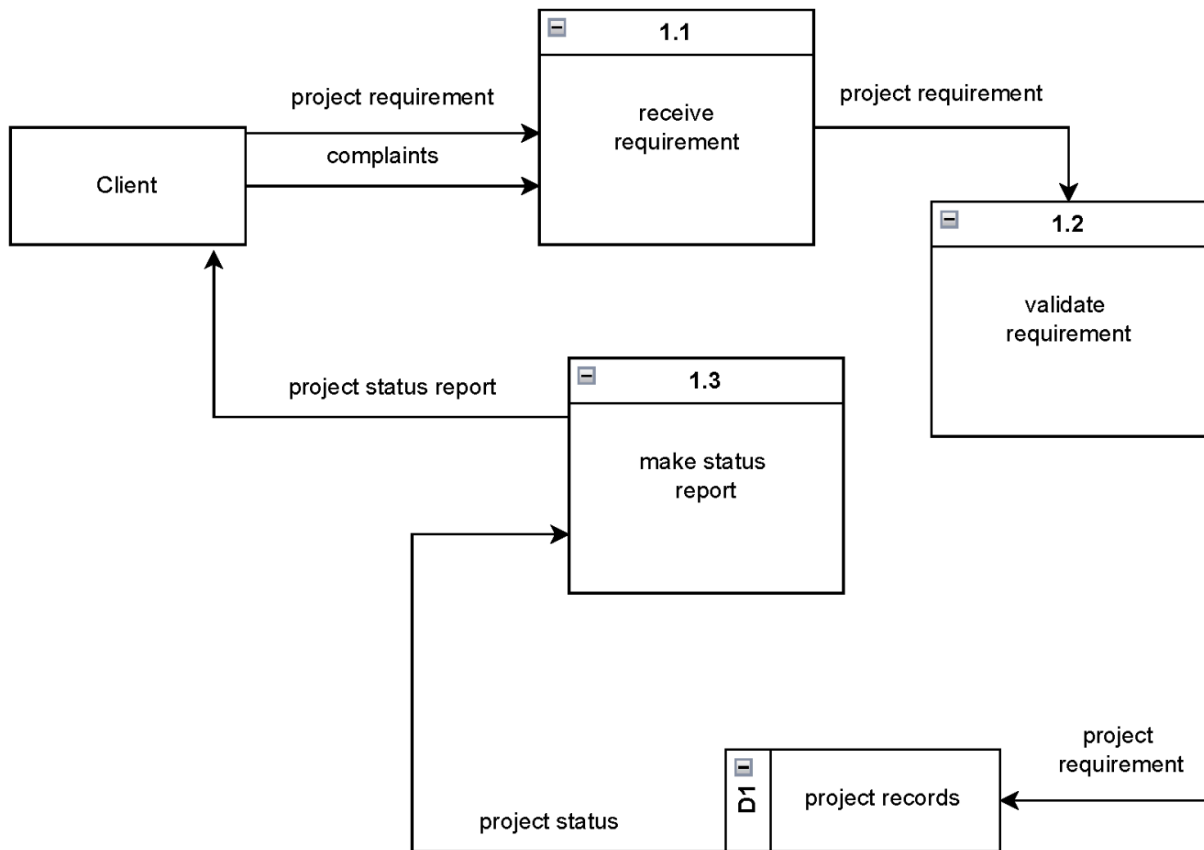 1.1
project requirement
receive
requirement
project requirement
complaints
Client
1.2
validate
requirement
1.3
project status report
make status
report
project
requirement
D1
project records
project status